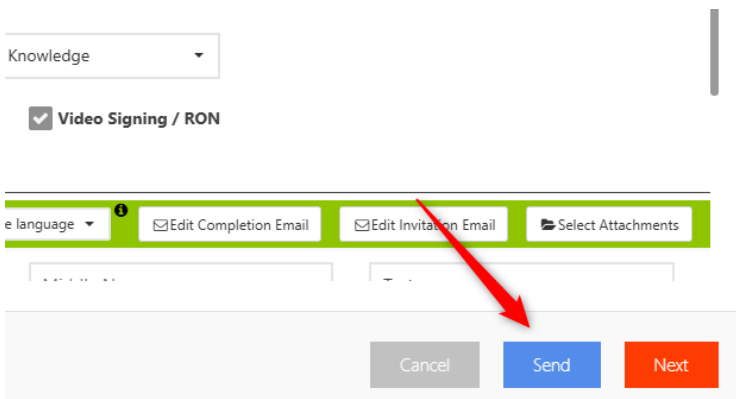 Knowledge
Video Signing / RON
e language
Edit Completion Email
Edit Invitation Email
Select Attachments
Cancel
Send
Next